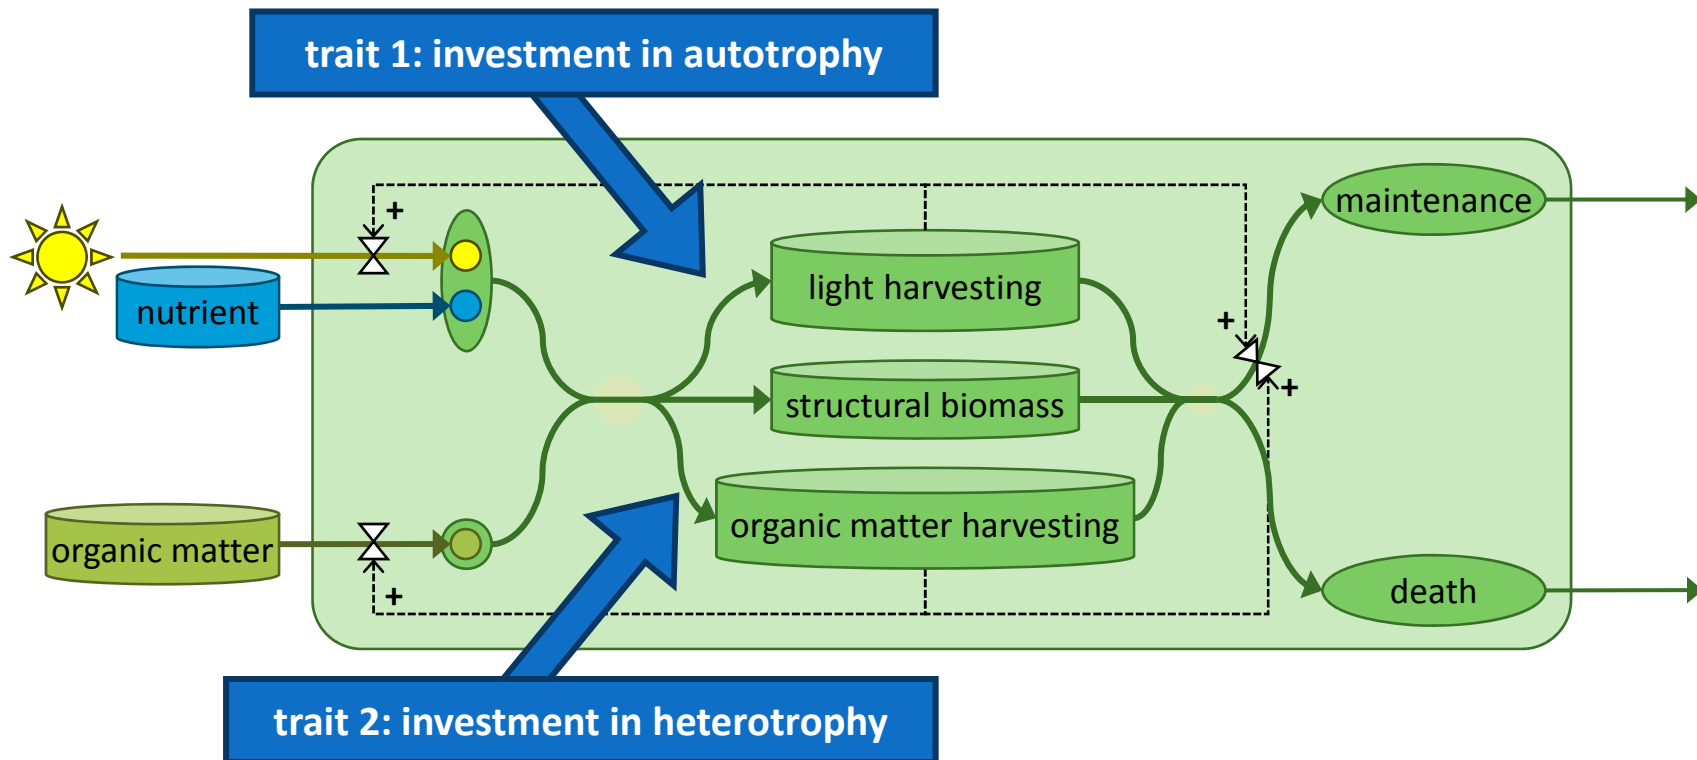 trait 1: investment in autotrophy
maintenance
+
nutrient
light harvesting
+
+
structural biomass
organic matter
organic matter harvesting
+
death
trait 2: investment in heterotrophy